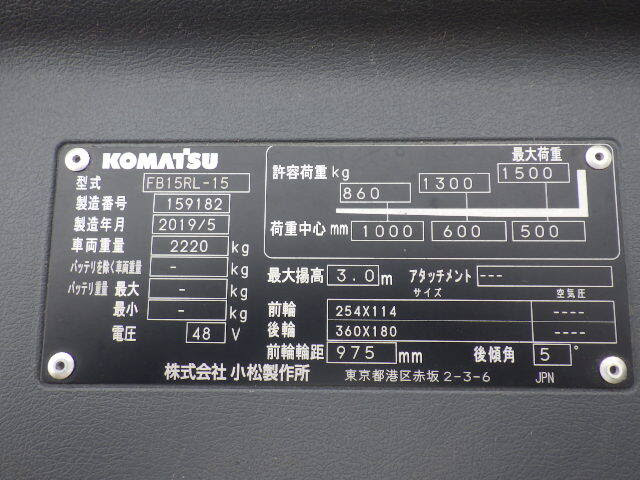 KOMATSU
型式 FB15RL-15
製造番号 159182
製造年月 2019/5
車両重量 2220 kg
バッテリを除く車両重量 - kg
バッテリ重量 最大 - kg
最小 - kg
電圧 48 V
最大荷重
許容荷重 kg 860 1300 1500
荷重中心 mm 1000 600 500
最大揚高 3.0 m アタッチメント ---
サイズ 空気圧
前輪 254X114 ----
後輪 360X180 ----
前輪輪距 975 mm 後傾角 5 °
株式会社 小松製作所 東京都港区赤坂 2-3-6 JPN